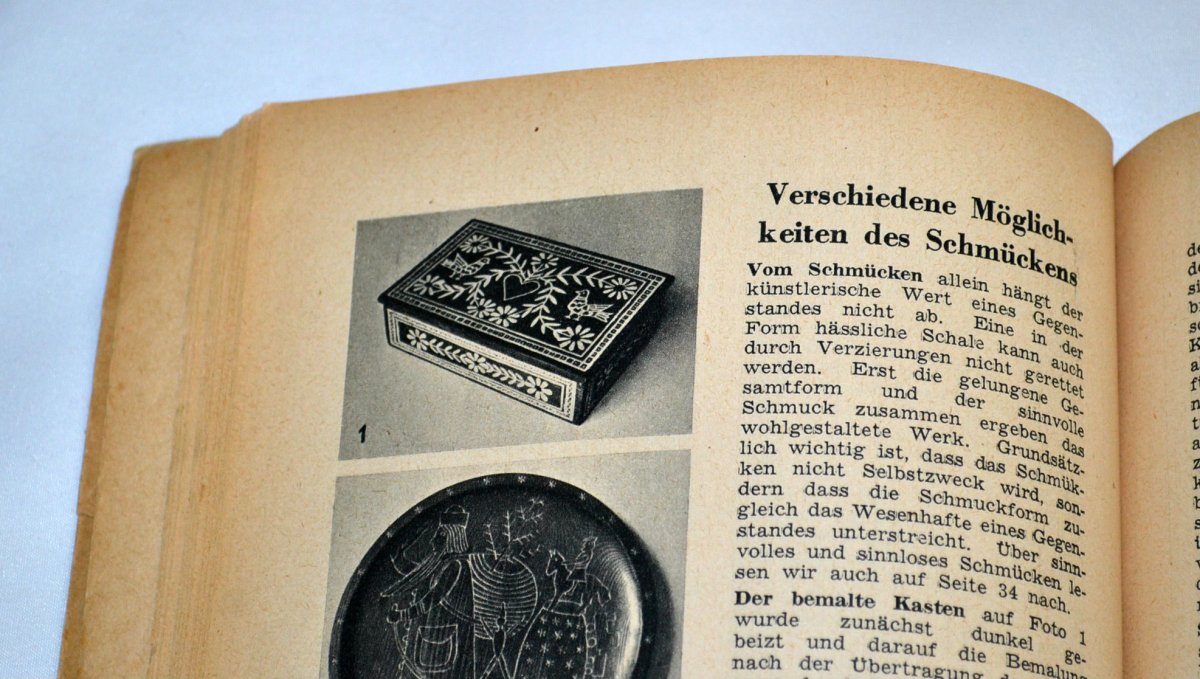 Verschiedene Möglich-
keiten des Schmückens
Vom Schmücken allein hängt der
künstlerische Wert eines Gegen-
standes nicht ab. Eine in der
Form hässliche Schale kann auch
durch Verzierungen nicht gerettet
werden. Erst die gelungene Ge-
samtform und der sinnvolle
Schmuck zusammen ergeben das
wohlgestaltete Werk. Grundsätz-
lich wichtig ist, dass das Schmük-
ken nicht Selbstzweck wird, son-
dern dass die Schmuckform zu-
gleich das Wesenhafte eines Gegen-
standes unterstreicht. Über sinn-
volles und sinnloses Schmücken le-
sen wir auch auf Seite 34 nach.
Der bemalte Kasten auf Foto 1
wurde zunächst dunkel ge-
beizt und darauf die Bemalung
nach der Übertragung
1